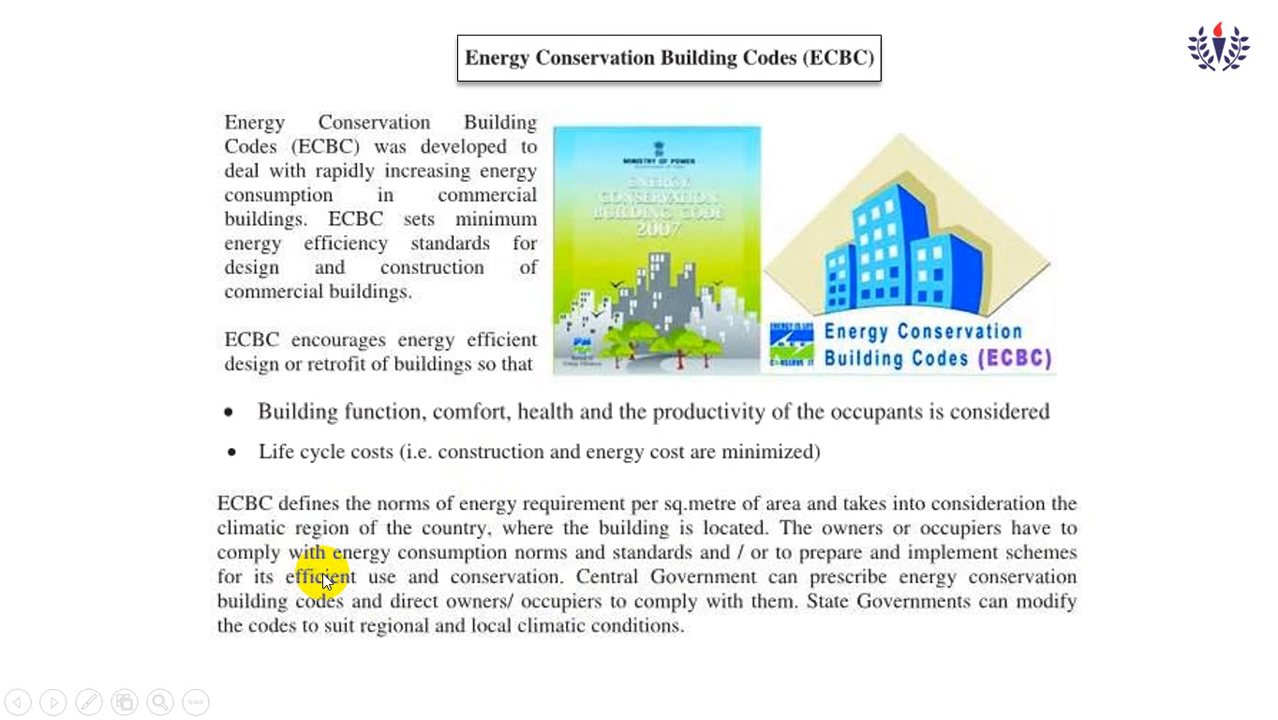 Energy Conservation Building Codes (ECBC)
Energy Conservation Building
Codes (ECBC) was developed to
deal with rapidly increasing energy
consumption in commercial
buildings. ECBC sets minimum
energy efficiency standards for
design and construction of
commercial buildings.
ECBC encourages energy efficient
design or retrofit of buildings so that
MINISTRY OF POWER
ENERGY
CONSERVATION
BUILDING CODE
2007
ENERGY IS LIFE
CONSERVE IT
Energy Conservation
Building Codes (ECBC)
• Building function, comfort, health and the productivity of the occupants is considered
• Life cycle costs (i.e. construction and energy cost are minimized)
ECBC defines the norms of energy requirement per sq.metre of area and takes into consideration the
climatic region of the country, where the building is located. The owners or occupiers have to
comply with energy consumption norms and standards and / or to prepare and implement schemes
for its efficient use and conservation. Central Government can prescribe energy conservation
building codes and direct owners/ occupiers to comply with them. State Governments can modify
the codes to suit regional and local climatic conditions.